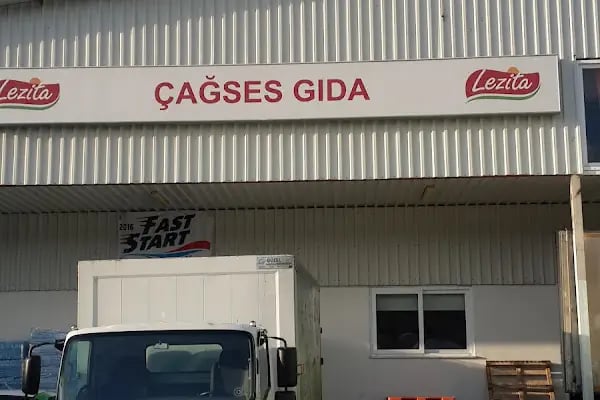 Lezita
ÇAĞSES GIDA
Lezita
2016 FAST
START